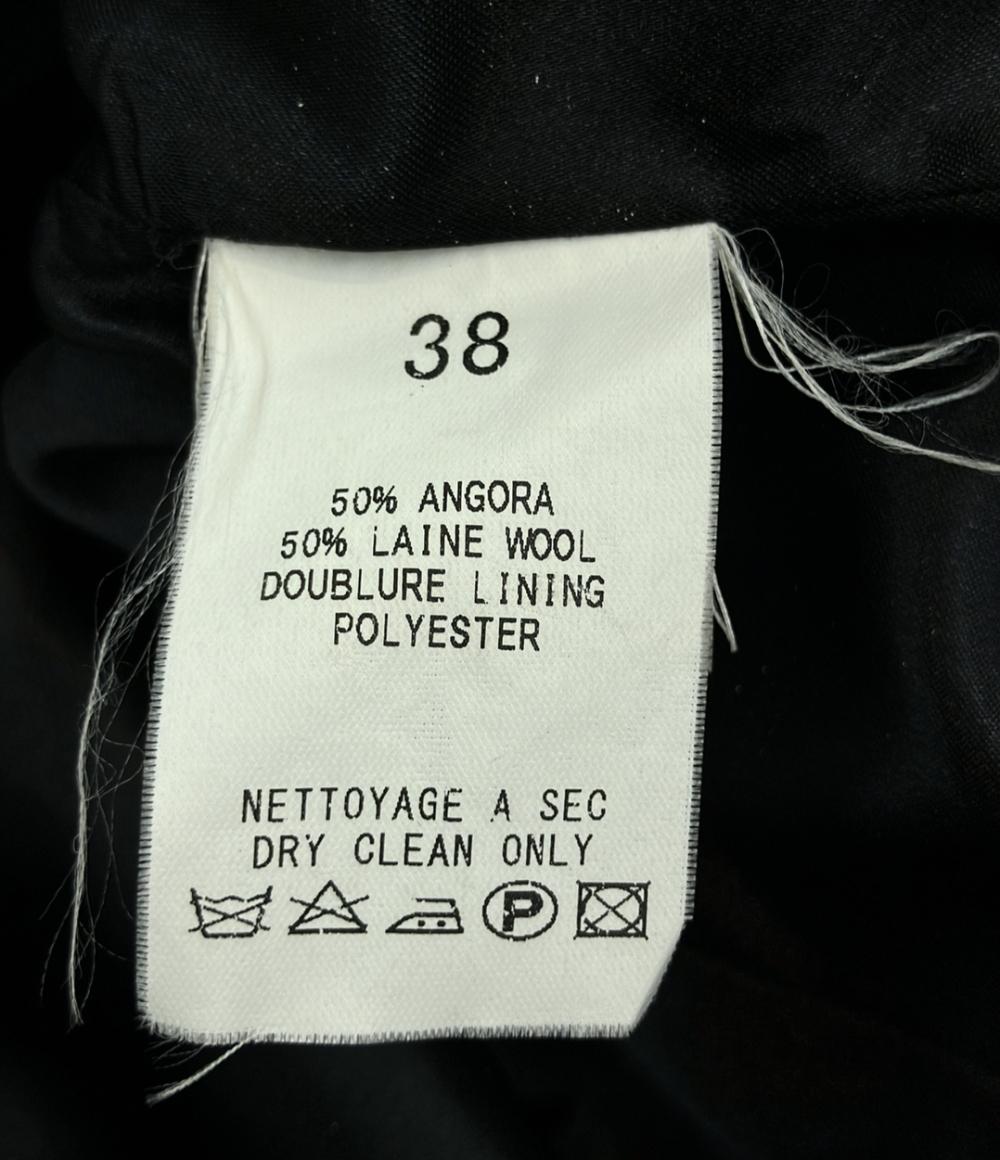 38
50% ANGORA
50% LAINE WOOL
DOUBLURE LINING
POLYESTER
NETTOYAGE A SEC
DRY CLEAN ONLY
P